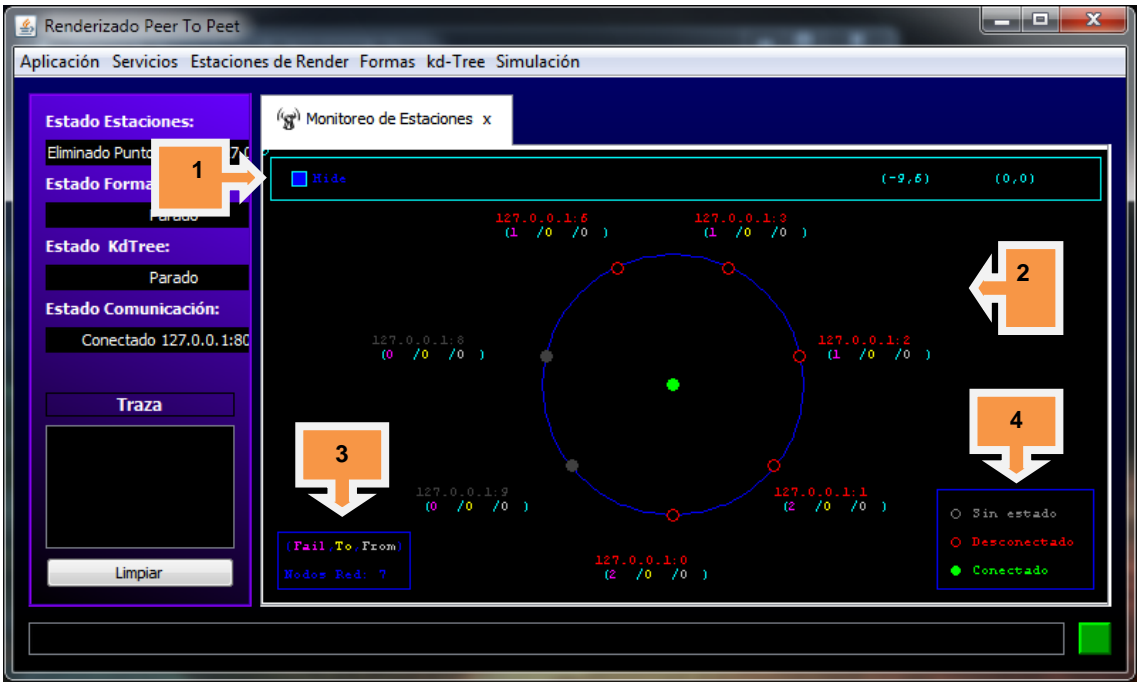 Renderizado Peer To Peet
Aplicación Servicios Estaciones de Render Formas kd-Tree Simulación
Estado Estaciones:
Eliminado Punto
Estado Forma
Parado
Estado KdTree:
Parado
Estado Comunicación:
Conectado 127.0.0.1:80
Traza
Limpiar
Monitoreo de Estaciones x
1
Hide
(-9,6)
(0,0)
127.0.0.1:6
(1 /0 /0 )
127.0.0.1:3
(1 /0 /0 )
2
127.0.0.1:8
(0 /0 /0 )
127.0.0.1:2
(1 /0 /0 )
3
4
127.0.0.1:9
(0 /0 /0 )
127.0.0.1:1
(2 /0 /0 )
127.0.0.1:0
(2 /0 /0 )
(Fail,To,From)
Nodos Red: 7
Sin estado
Desconectado
Conectado